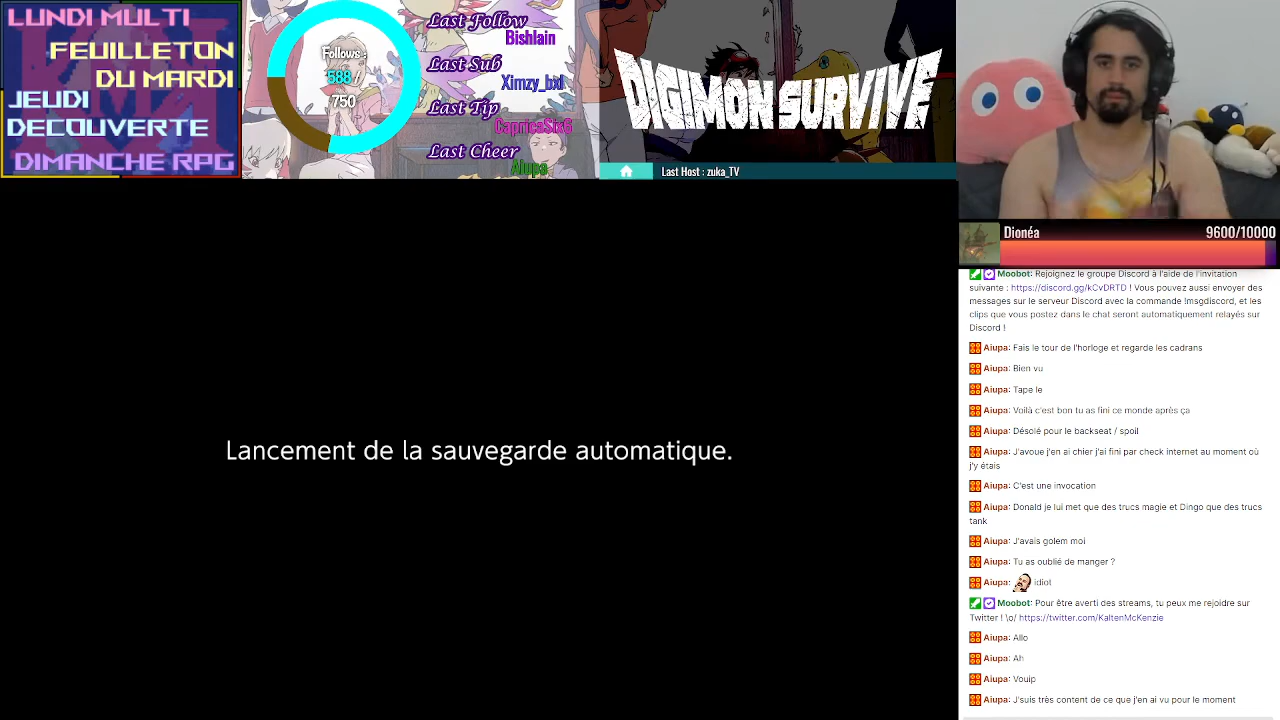 LUNDI MULTI
FEUILLETON
DU MARDI
JEUDI
DECOUVERTE
DIMANCHE RPG
Follows :
588 /
750
Last Follow
Bishlain
Last Sub
Ximzy_bxl
Last Tip
CapricaSix6
Last Cheer
Aiupa
DIGIMON SURVIVE
Last Host : zuka_TV
Dionéa 9600/10000
Lancement de la sauvegarde automatique.
Moobot: Rejoignez le groupe Discord à l'aide de l'invitation
suivante : https://discord.gg/kCvDRTD ! Vous pouvez aussi envoyer des
messages sur le serveur Discord avec la commande !msgdiscord, et les
clips que vous postez dans le chat seront automatiquement relayés sur
Discord !
Aiupa: Fais le tour de l'horloge et regarde les cadrans
Aiupa: Bien vu
Aiupa: Tape le
Aiupa: Voilà c'est bon tu as fini ce monde après ça
Aiupa: Désolé pour le backseat / spoil
Aiupa: J'avoue j'en ai chier j'ai fini par check internet au moment où
j'y étais
Aiupa: C'est une invocation
Aiupa: Donald je lui met que des trucs magie et Dingo que des trucs
tank
Aiupa: J'avais golem moi
Aiupa: Tu as oublié de manger ?
Aiupa: idiot
Moobot: Pour être averti des streams, tu peux me rejoidre sur
Twitter ! \o/ https://twitter.com/KaltenMcKenzie
Aiupa: Allo
Aiupa: Ah
Aiupa: Vouip
Aiupa: J'suis très content de ce que j'en ai vu pour le moment